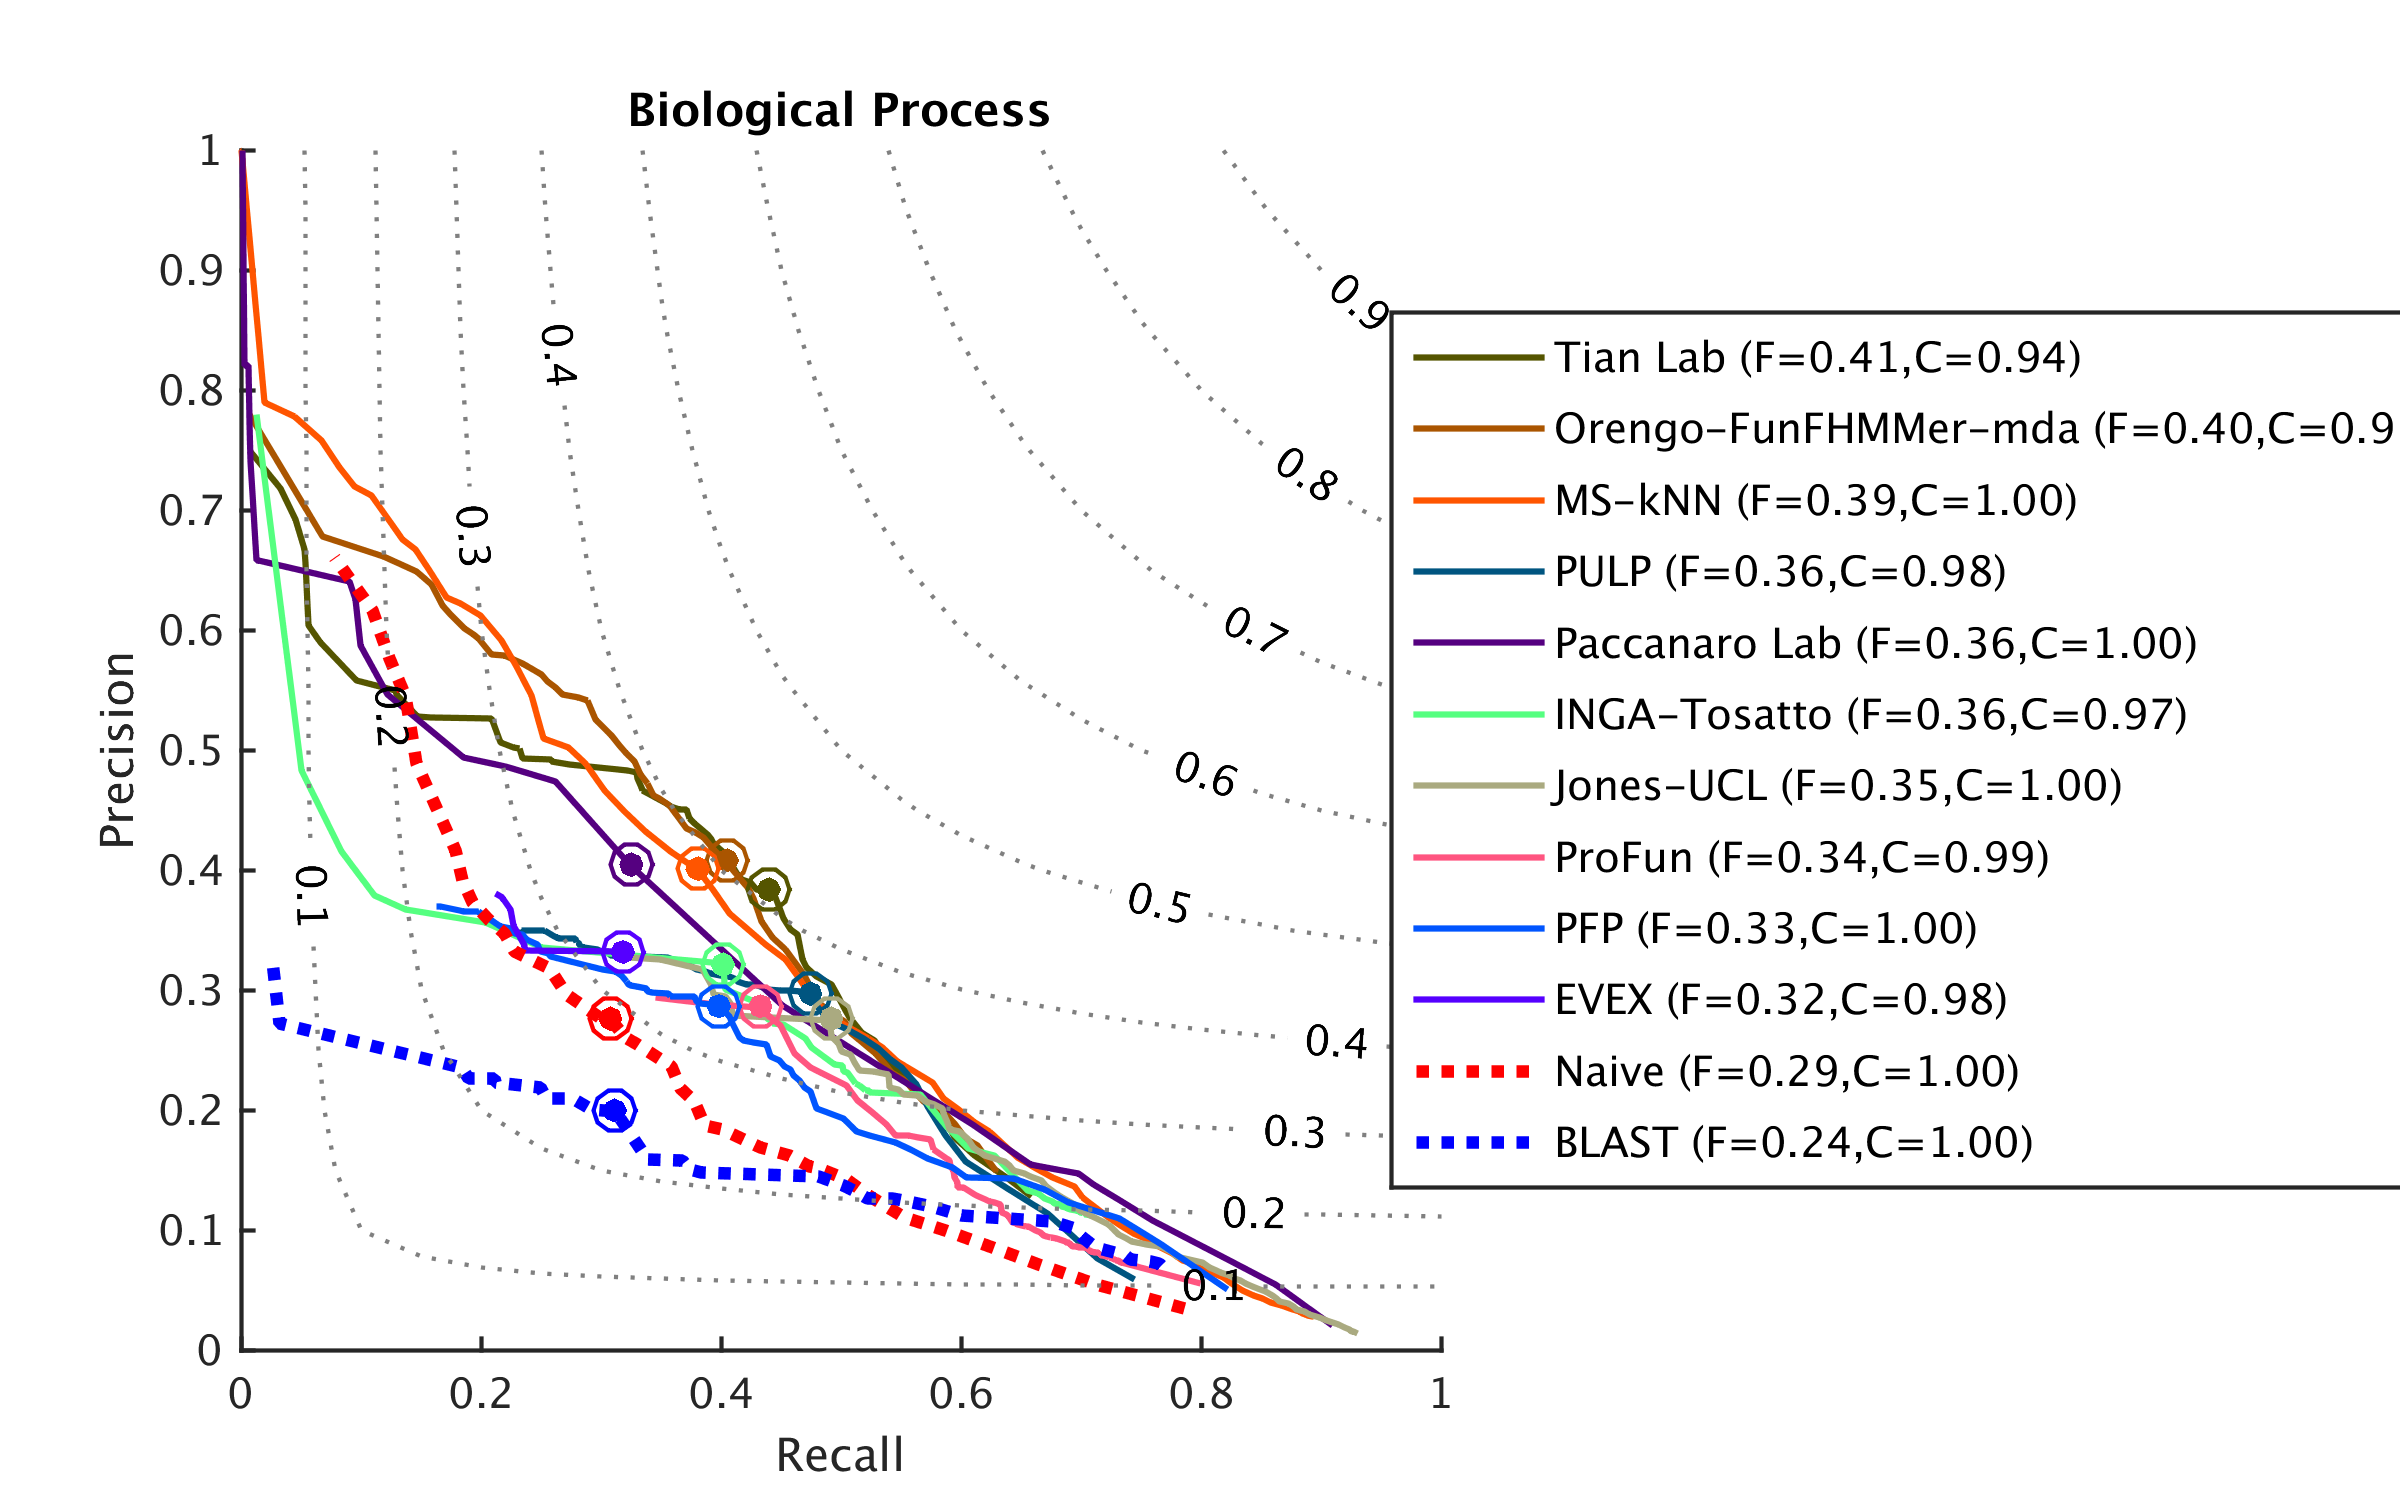 Biological Process
1
0.9
0.8
0.7
0.6
0.5
0.4
0.3
0.2
0.1
0
Precision
0
0.2
0.4
0.6
0.8
1
Recall
0.1
0.2
0.3
0.4
0.9
0.8
0.7
0.6
0.5
0.4
0.3
0.2
0.1
Tian Lab (F=0.41,C=0.94)
Orengo-FunFHMMer-mda (F=0.40,C=0.9
MS-kNN (F=0.39,C=1.00)
PULP (F=0.36,C=0.98)
Paccanaro Lab (F=0.36,C=1.00)
INGA-Tosatto (F=0.36,C=0.97)
Jones-UCL (F=0.35,C=1.00)
ProFun (F=0.34,C=0.99)
PFP (F=0.33,C=1.00)
EVEX (F=0.32,C=0.98)
Naive (F=0.29,C=1.00)
BLAST (F=0.24,C=1.00)